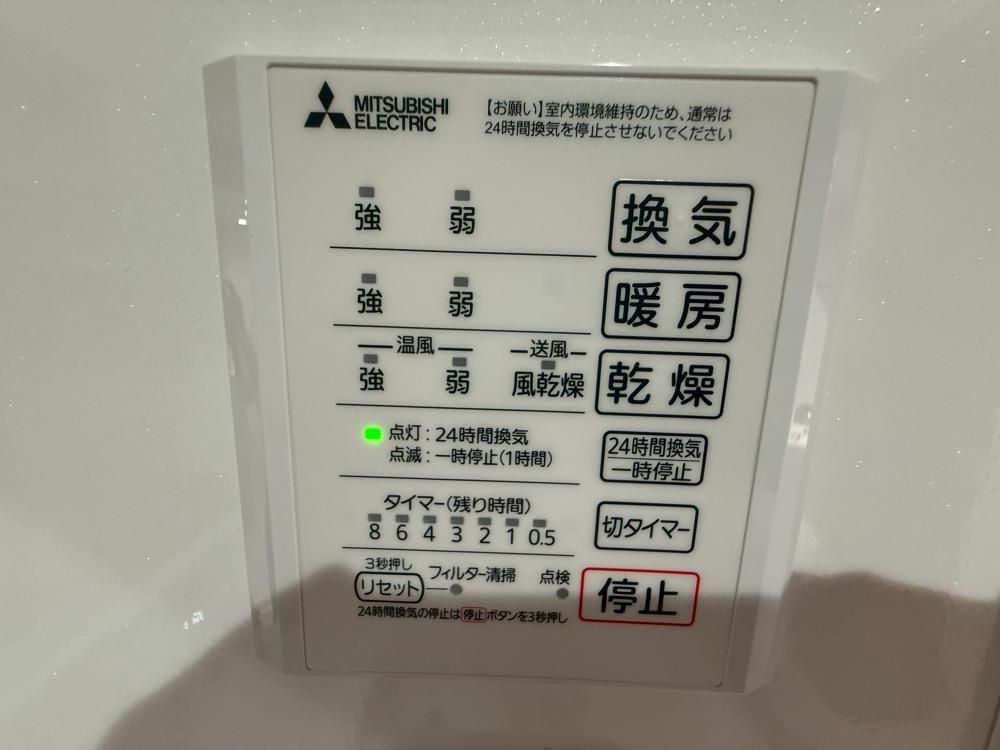 MITSUBISHI
ELECTRIC
【お願い】室内環境維持のため、通常は
24時間換気を停止させないでください
強 弱 換気
強 弱 暖房
温風 送風
強 弱 風乾燥 乾燥
点灯：24時間換気
点滅：一時停止(1時間)
24時間換気
一時停止
タイマー(残り時間)
8 6 4 3 2 1 0.5
切タイマー
3秒押し
リセット フィルター清掃 点検
停止
24時間換気の停止は停止ボタンを3秒押し